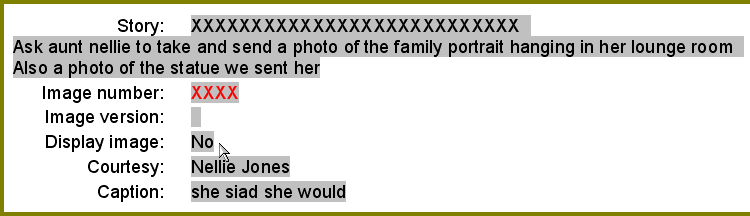 Story: XXXXXXXXXXXXXXXXXXXXXXXXXXX
Ask aunt nellie to take and send a photo of the family portrait hanging in her lounge room
Also a photo of the statue we sent her
Image number: XXXX
Image version:
Display image: No
Courtesy: Nellie Jones
Caption: she siad she would